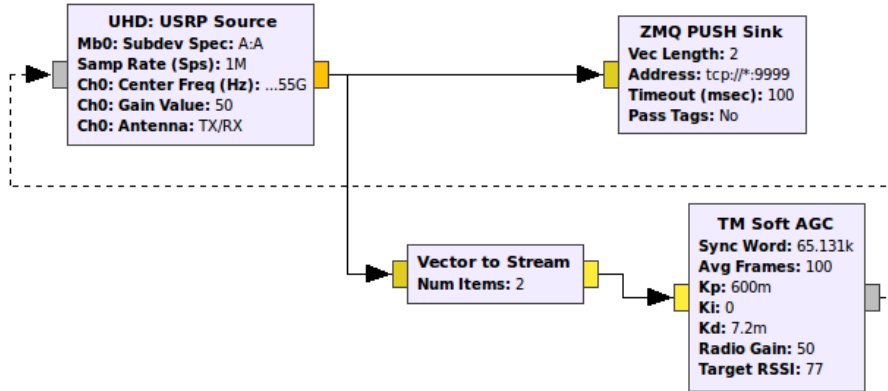 UHD: USRP Source
Mb0: Subdev Spec: A:A
Samp Rate (Sps): 1M
Ch0: Center Freq (Hz): ...55G
Ch0: Gain Value: 50
Ch0: Antenna: TX/RX
ZMQ PUSH Sink
Vec Length: 2
Address: tcp://*:9999
Timeout (msec): 100
Pass Tags: No
Vector to Stream
Num Items: 2
TM Soft AGC
Sync Word: 65.131k
Avg Frames: 100
Kp: 600m
Ki: 0
Kd: 7.2m
Radio Gain: 50
Target RSSI: 77